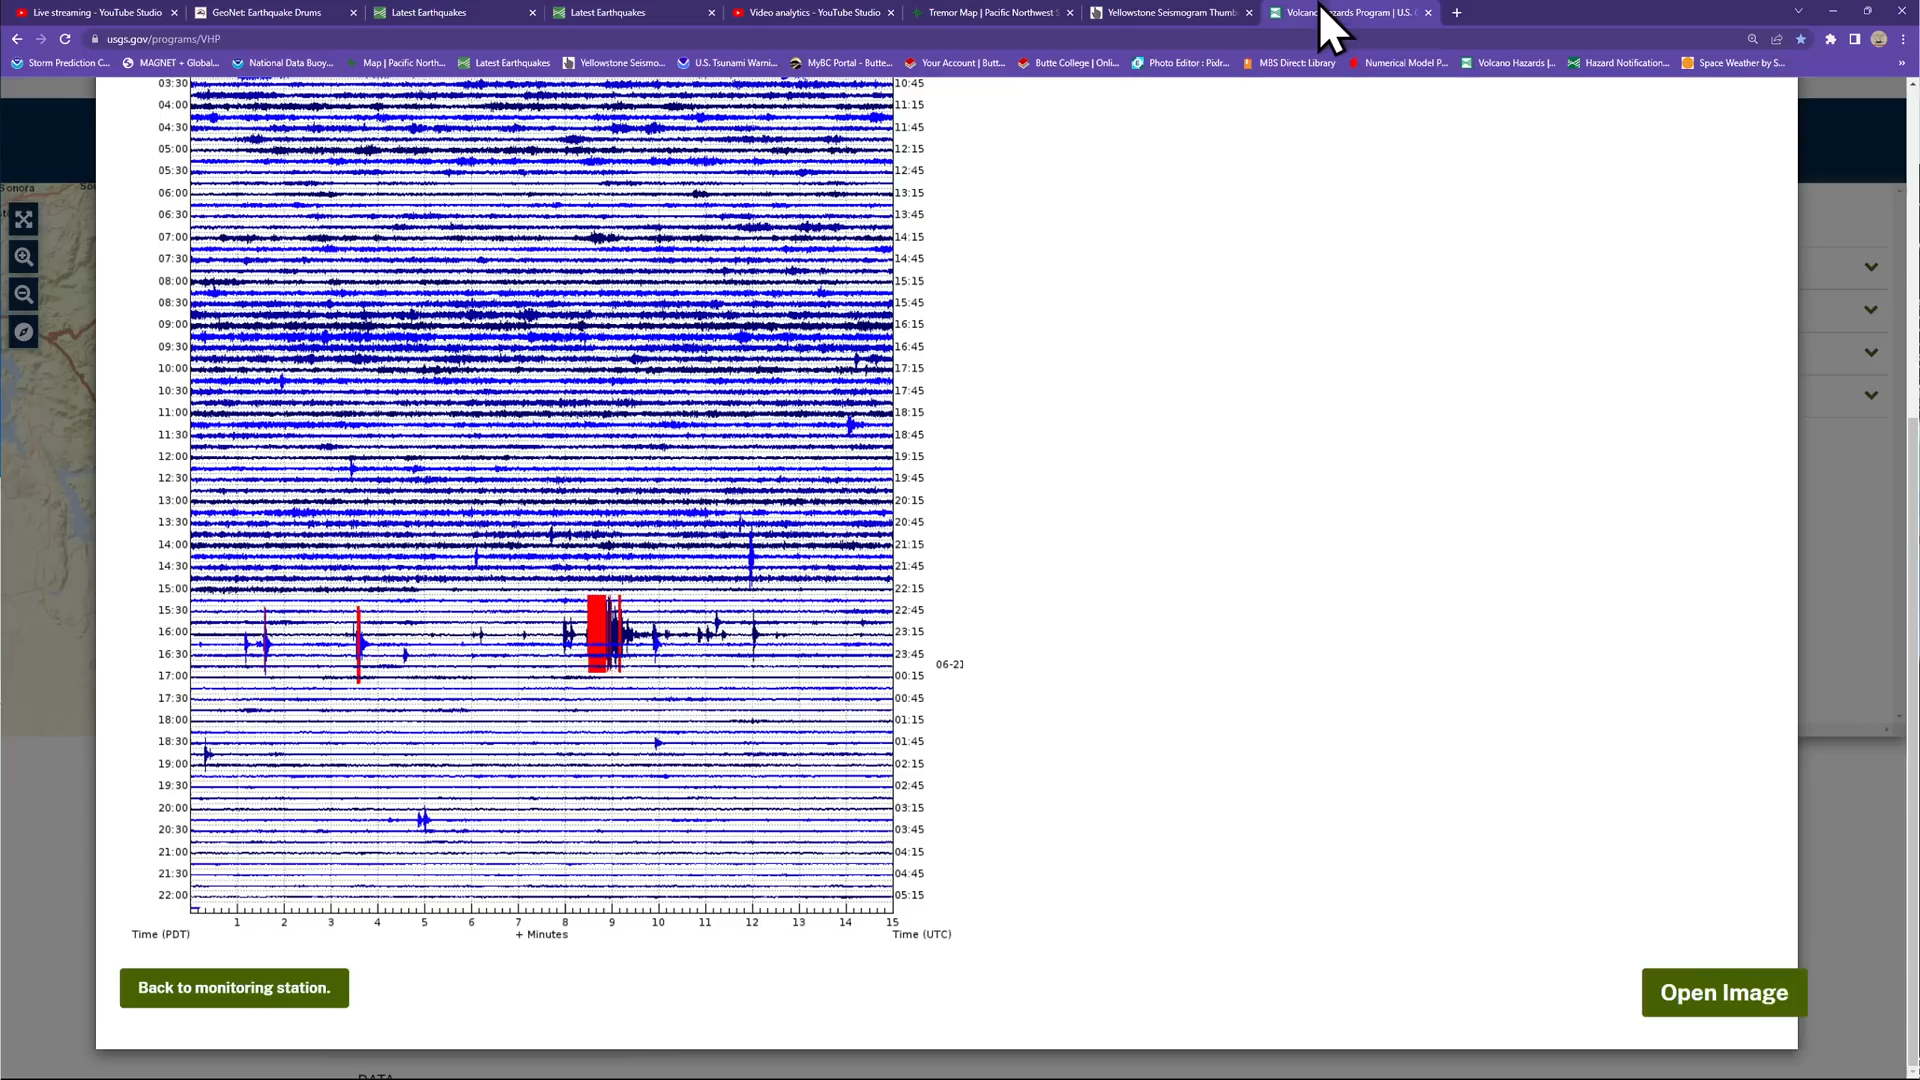 Live streaming - YouTube Studio
GeoNet: Earthquake Drums
Latest Earthquakes
Latest Earthquakes
Video analytics - YouTube Studio
Tremor Map | Pacific Northwest S
Yellowstone Seismogram Thumb
Hazards Program | U.S.
usgs.gov/programs/VHP
Storm Prediction C...
MAGNET + Global...
National Data Buoy...
Map | Pacific North...
Latest Earthquakes
Yellowstone Seismo...
U.S. Tsunami Warni...
MyBC Portal - Butte...
Your Account | Butt...
Butte College | Onli...
Photo Editor : Pixlr...
MBS Direct Library
Numerical Model P...
Volcano Hazards |...
Hazard Notification...
Space Weather by S...
Sonora
03:30 10:45
04:00 11:15
04:30 11:45
05:00 12:15
05:30 12:45
06:00 13:15
06:30 13:45
07:00 14:15
07:30 14:45
08:00 15:15
08:30 15:45
09:00 16:15
09:30 16:45
10:00 17:15
10:30 17:45
11:00 18:15
11:30 18:45
12:00 19:15
12:30 19:45
13:00 20:15
13:30 20:45
14:00 21:15
14:30 21:45
15:00 22:15
15:30 22:45
16:00 23:15
16:30 23:45
06-21
17:00 00:15
17:30 00:45
18:00 01:15
18:30 01:45
19:00 02:15
19:30 02:45
20:00 03:15
20:30 03:45
21:00 04:15
21:30 04:45
22:00 05:15
1 2 3 4 5 6 7 8 9 10 11 12 13 14 15
Time (PDT) + Minutes Time (UTC)
Back to monitoring station.
Open Image
DATA